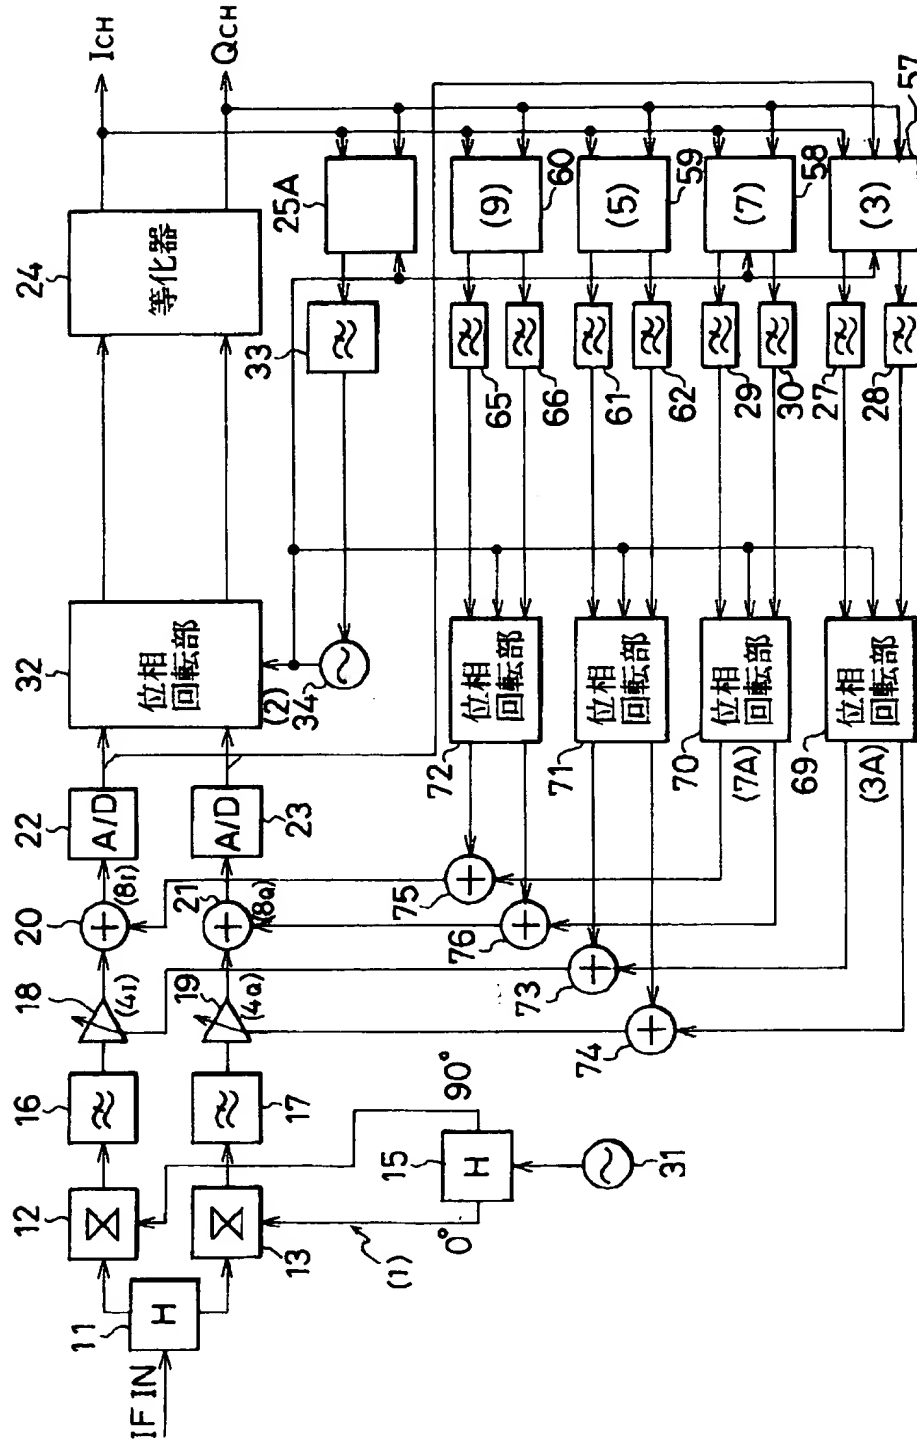 IF IN
11
H
12
13
16
17
18
(4I)
19
(4Q)
20
(8I)
21
(8Q)
22
A/D
23
A/D
32
位相
回転部
(2)
34
24
等化器
ICH
QCH
(1)
0°
90°
15
H
31
25A
33
75
76
73
74
72
位相
回転部
71
位相
回転部
70
位相
回転部
(7A)
69
位相
回転部
(3A)
65
66
61
62
29
30
27
28
(9)
60
(5)
59
(7)
58
(3)
57